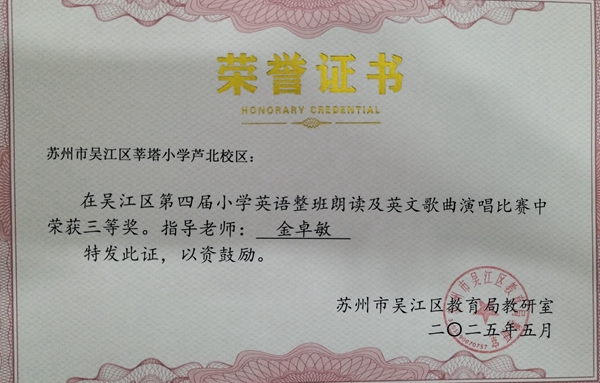 荣誉证书
HONORARY CREDENTIAL
苏州市吴江区莘塔小学芦北校区：
在吴江区第四届小学英语整班朗读及英文歌曲演唱比赛中
荣获三等奖。指导老师： 金卓敏
特发此证，以资鼓励。
苏州市吴江区教育局教研室
二〇二五年五月